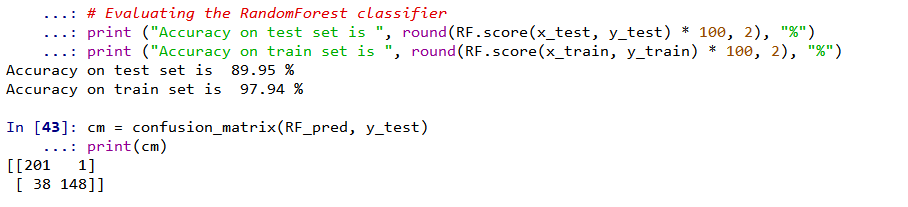 ...: # Evaluating the RandomForest classifier
...: print ("Accuracy on test set is ", round(RF.score(x_test, y_test) * 100, 2), "%")
...: print ("Accuracy on train set is ", round(RF.score(x_train, y_train) * 100, 2), "%")
Accuracy on test set is  89.95 %
Accuracy on train set is  97.94 %
In [43]: cm = confusion_matrix(RF_pred, y_test)
...: print(cm)
[[201   1]
 [ 38 148]]